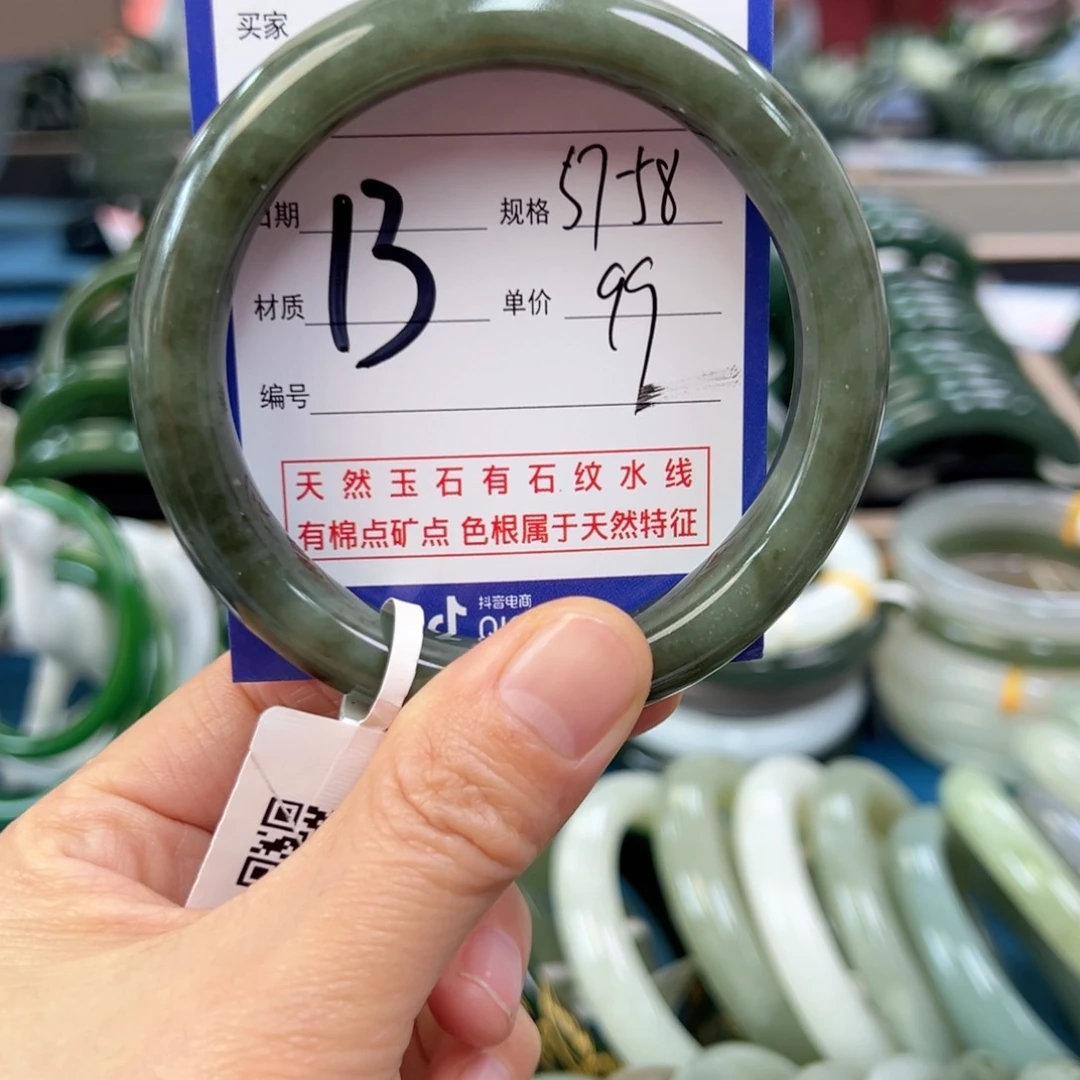 买家
日期 13 规格 57-58
材质 单价 99
编号
天然玉石有石纹水线
有棉点矿点 色根属于天然特征
抖音电商